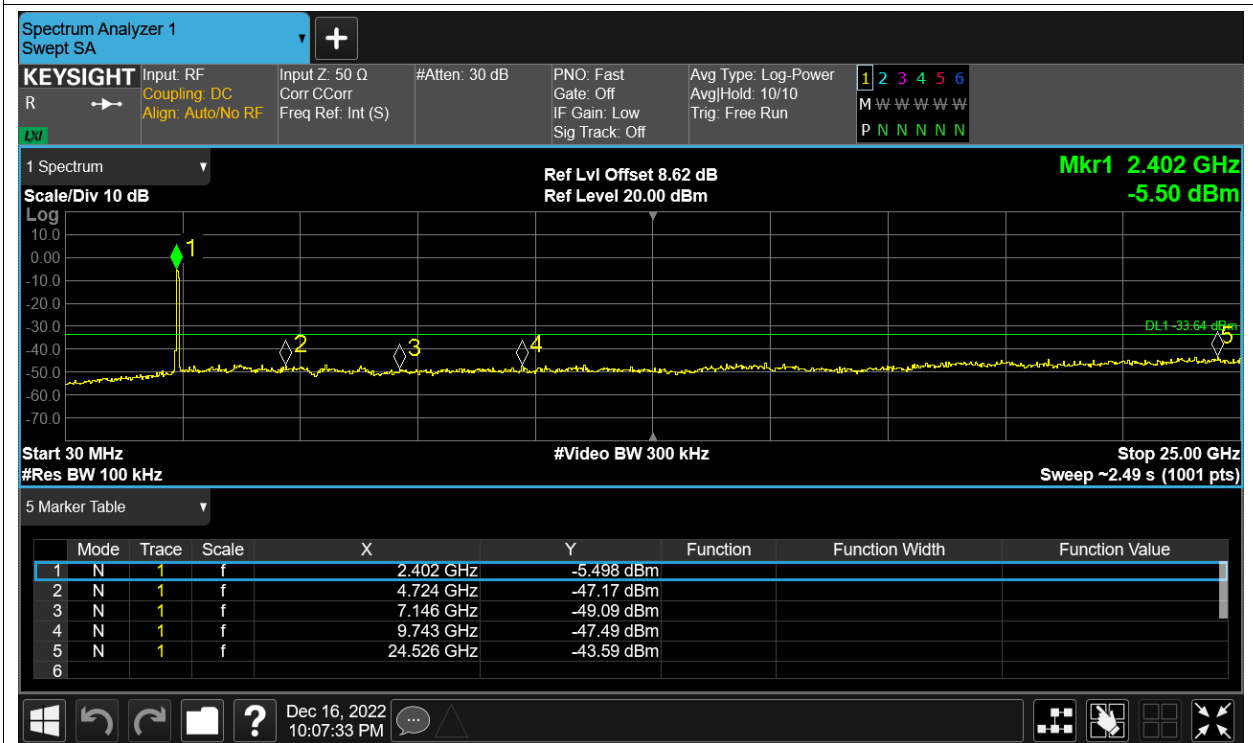 Spectrum Analyzer 1
Swept SA
+
KEYSIGHT Input: RF Input Z: 50 Ω #Atten: 30 dB PNO: Fast Avg Type: Log-Power 1 2 3 4 5 6
R Coupling: DC Corr CCorr Gate: Off Avg|Hold: 10/10 M W W W W W
Align: Auto/No RF Freq Ref: Int (S) IF Gain: Low Trig: Free Run
LXI Sig Track: Off P N N N N N
1 Spectrum Ref Lvl Offset 8.62 dB Mkr1 2.402 GHz
Scale/Div 10 dB Ref Level 20.00 dBm -5.50 dBm
Log
10.0
1
0.00
-10.0
-20.0
-30.0
DL1 -33.64 dBm
2 3 4 5
-40.0
-50.0
-60.0
-70.0
Start 30 MHz #Video BW 300 kHz Stop 25.00 GHz
#Res BW 100 kHz Sweep ~2.49 s (1001 pts)
5 Marker Table
Mode Trace Scale X Y Function Function Width Function Value
1 N 1 f 2.402 GHz -5.498 dBm
2 N 1 f 4.724 GHz -47.17 dBm
3 N 1 f 7.146 GHz -49.09 dBm
4 N 1 f 9.743 GHz -47.49 dBm
5 N 1 f 24.526 GHz -43.59 dBm
6
? Dec 16, 2022
10:07:33 PM